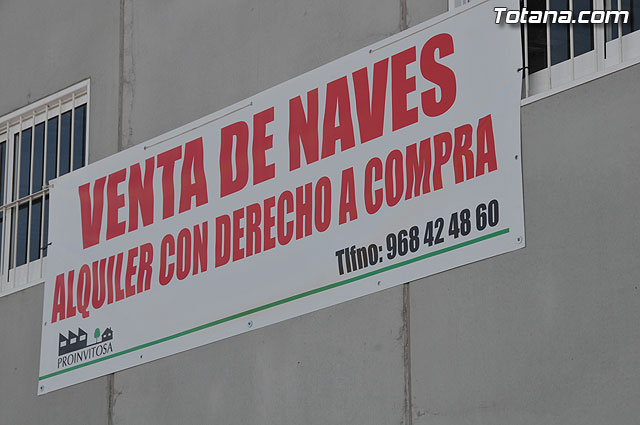 Totana.com
VENTA DE NAVES
ALQUILER CON DERECHO A COMPRA
Tlfno: 968 42 48 60
PROINVITOSA